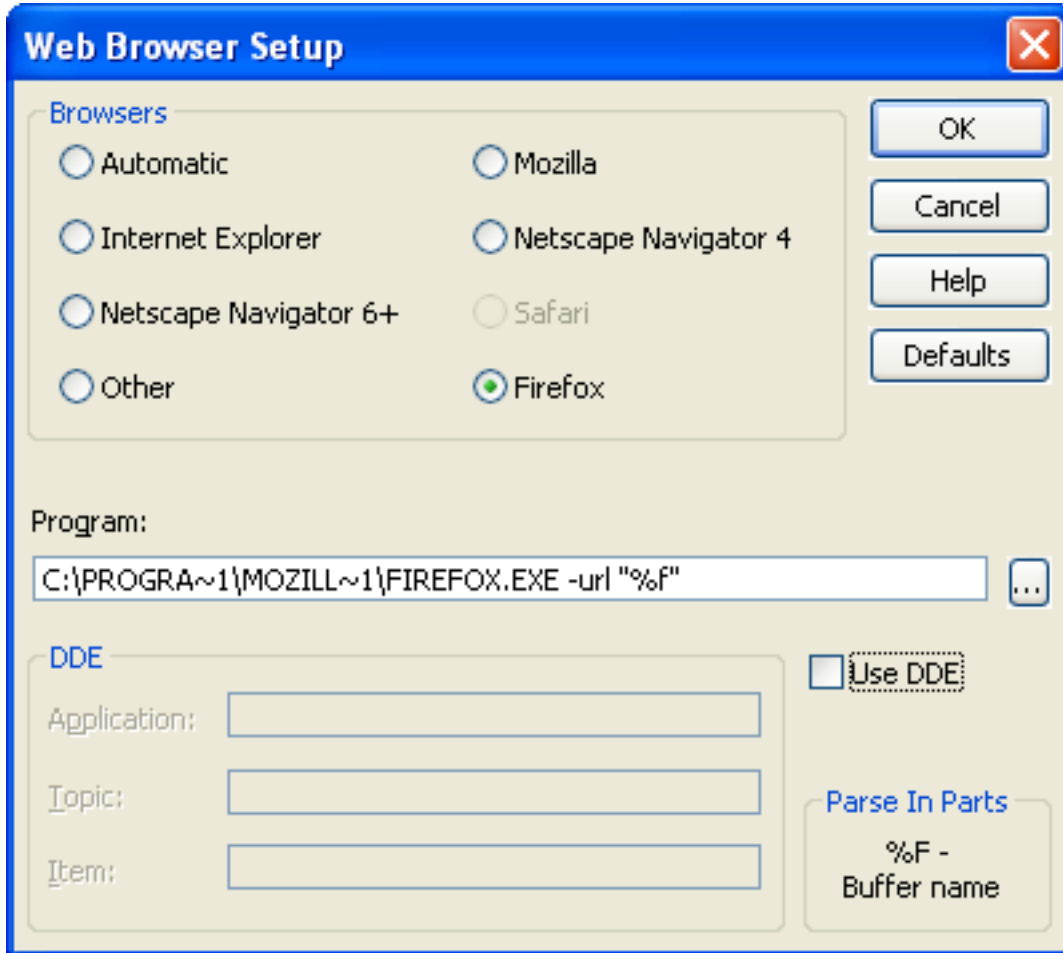 Web Browser Setup
Browsers
Automatic
Mozilla
Internet Explorer
Netscape Navigator 4
Netscape Navigator 6+
Safari
Other
Firefox
OK
Cancel
Help
Defaults
Program:
C:\PROGRA~1\MOZILL~1\FIREFOX.EXE -url "%f"
...
DDE
Application:
Topic:
Item:
Use DDE
Parse In Parts
%F -
Buffer name